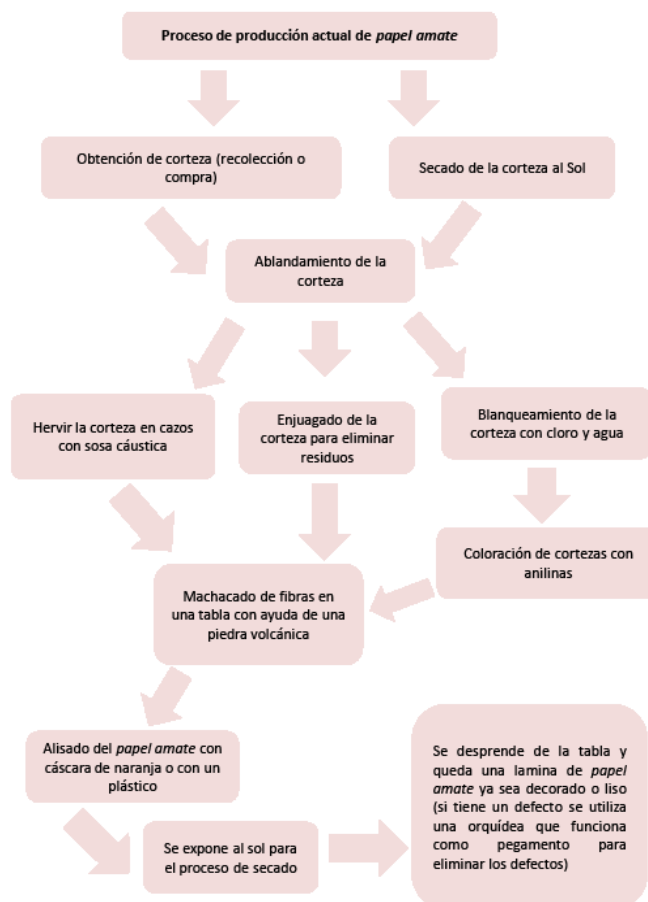 Proceso de producción actual de papel amate
Obtención de corteza (recolección o
compra)
Secado de la corteza al Sol
Ablandamiento de la
corteza
Hervir la corteza en cazos
con sosa cáustica
Enjuagado de la
corteza para eliminar
residuos
Blanqueamiento de la
corteza con cloro y agua
Coloración de cortezas con
anilinas
Machacado de fibras en
una tabla con ayuda de una
piedra volcánica
Alisado del papel amate con
cáscara de naranja o con un
plástico
Se expone al sol para
el proceso de secado
Se desprende de la tabla y
queda una lamina de papel
amate ya sea decorado o liso
(si tiene un defecto se utiliza
una orquídea que funciona
como pegamento para
eliminar los defectos)